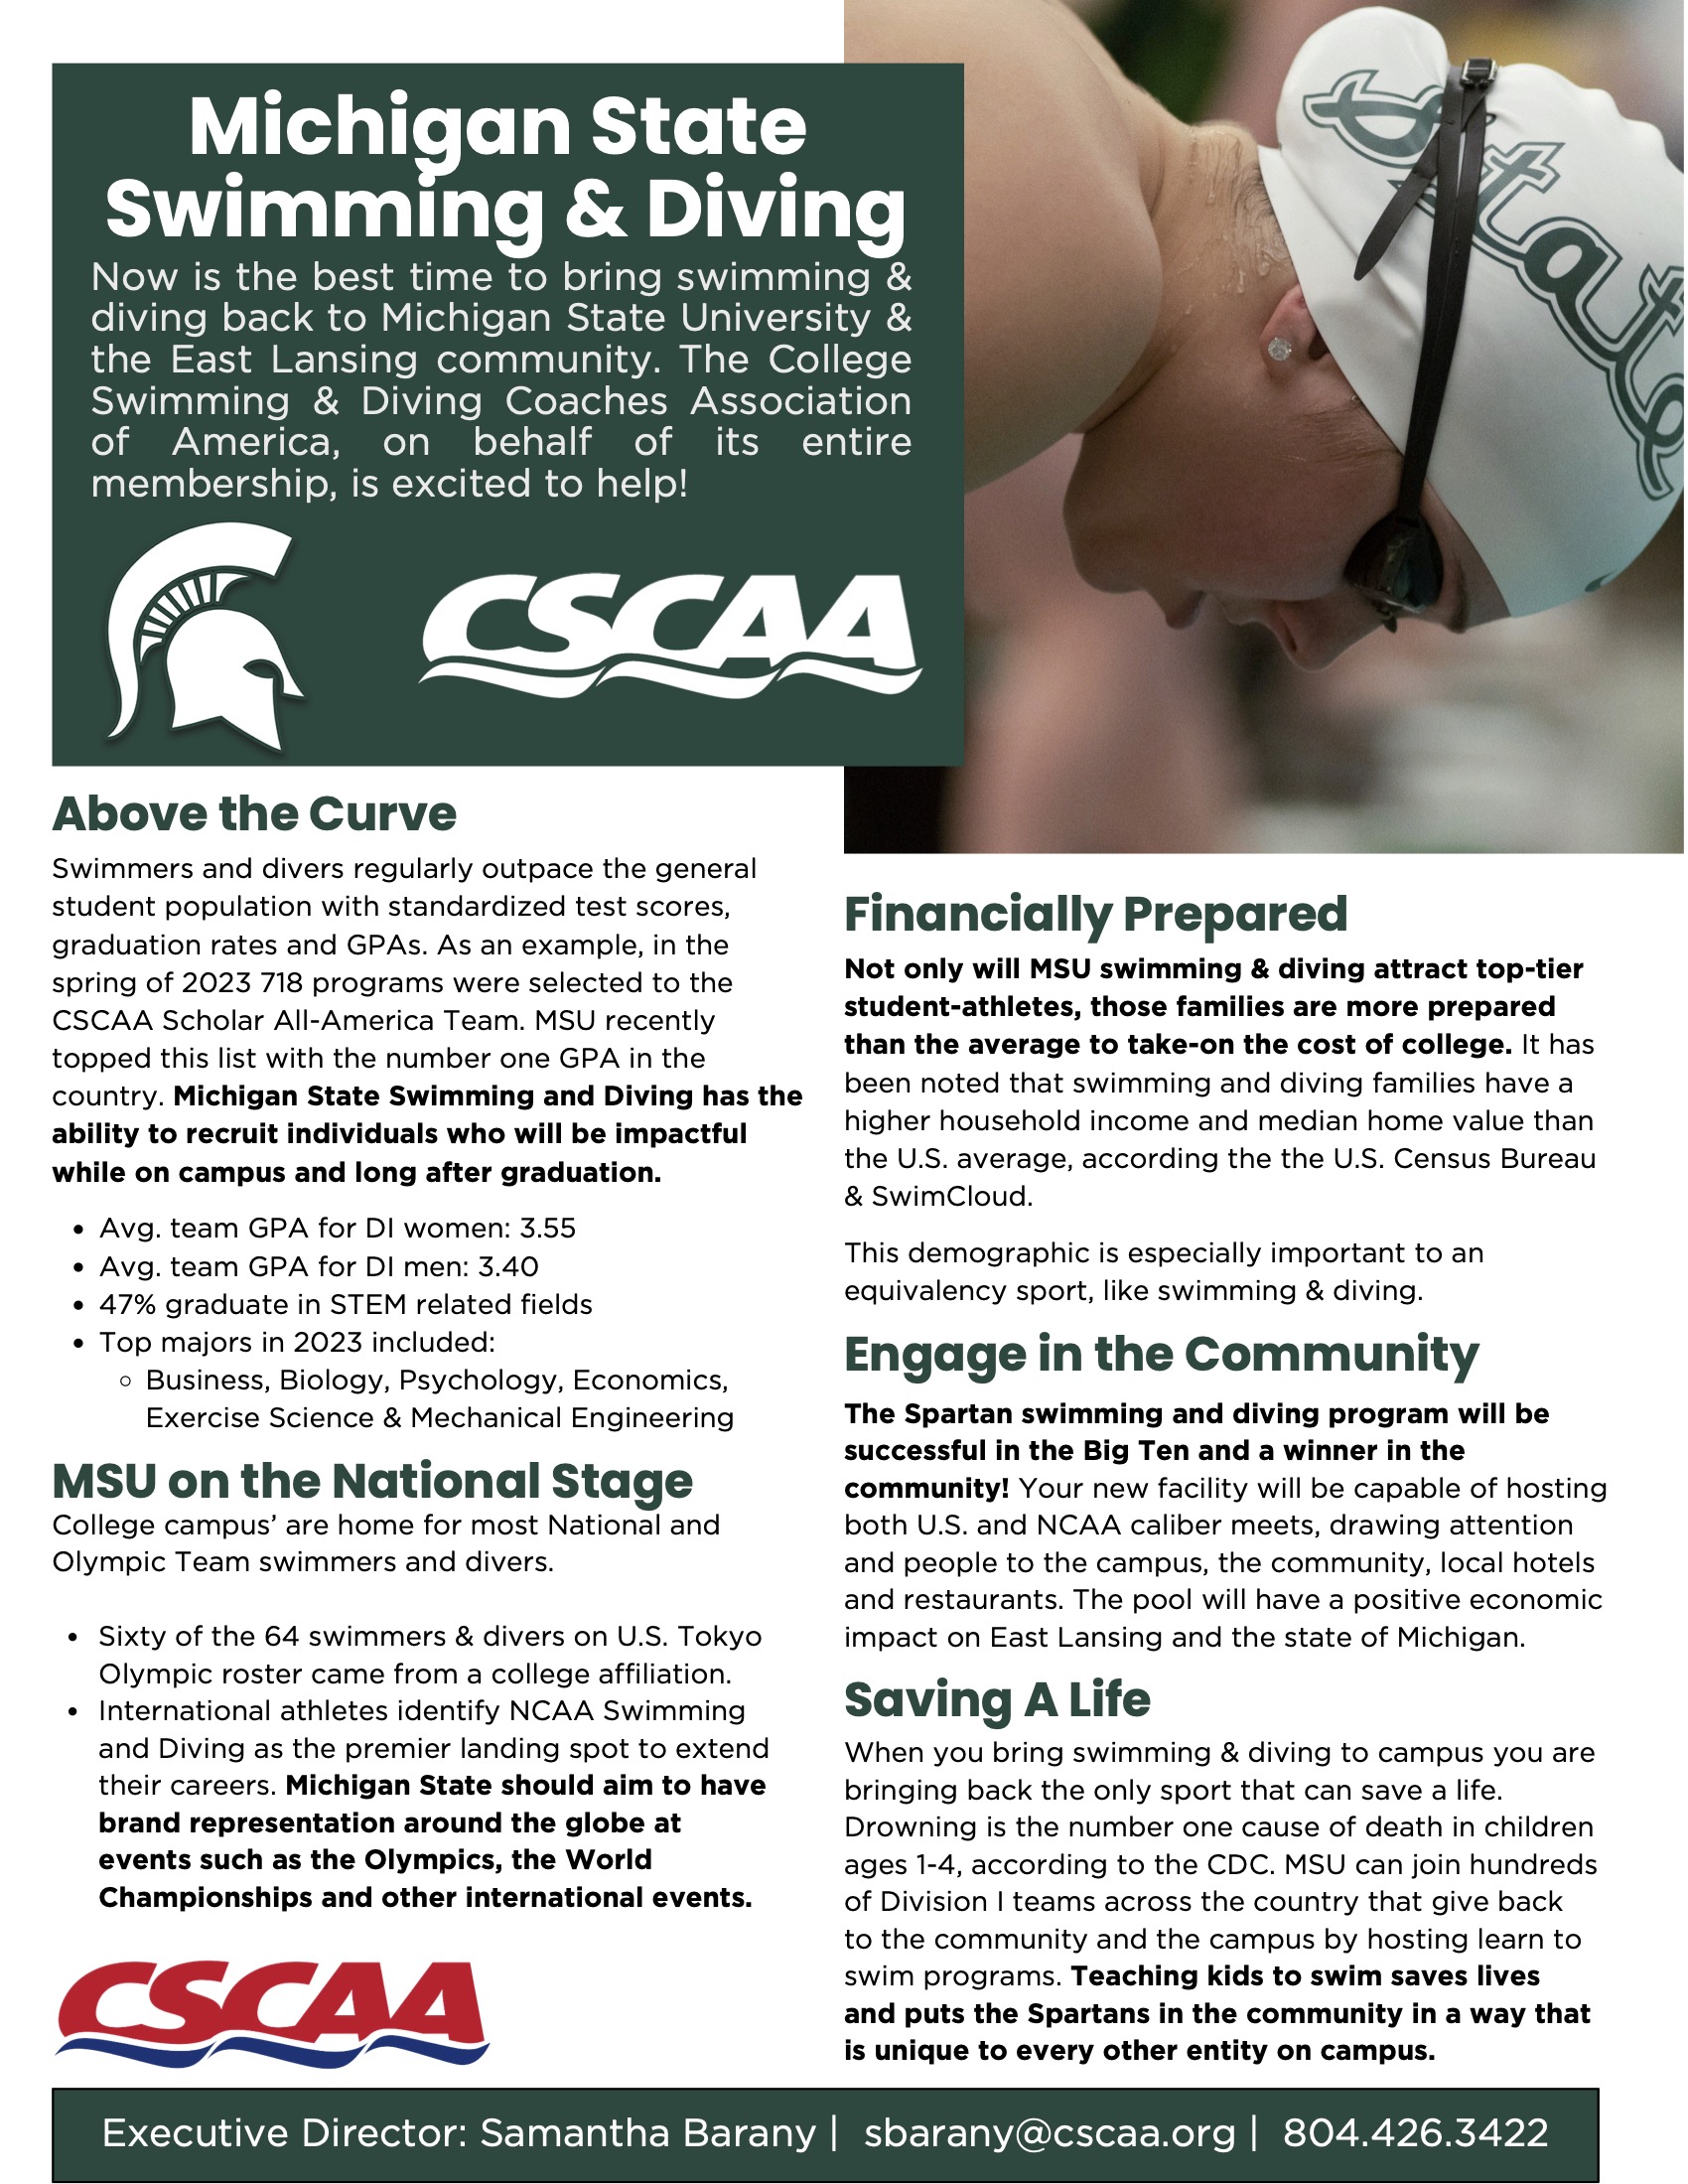 Michigan State
Swimming & Diving
Now is the best time to bring swimming &
diving back to Michigan State University &
the East Lansing community. The College
Swimming & Diving Coaches Association
of America, on behalf of its entire
membership, is excited to help!
CSCAA
State
Above the Curve
Swimmers and divers regularly outpace the general
student population with standardized test scores,
graduation rates and GPAs. As an example, in the
spring of 2023 718 programs were selected to the
CSCAA Scholar All-America Team. MSU recently
topped this list with the number one GPA in the
country. Michigan State Swimming and Diving has the
ability to recruit individuals who will be impactful
while on campus and long after graduation.
• Avg. team GPA for DI women: 3.55
• Avg. team GPA for DI men: 3.40
• 47% graduate in STEM related fields
• Top majors in 2023 included:
◦ Business, Biology, Psychology, Economics,
Exercise Science & Mechanical Engineering
MSU on the National Stage
College campus’ are home for most National and
Olympic Team swimmers and divers.
• Sixty of the 64 swimmers & divers on U.S. Tokyo
Olympic roster came from a college affiliation.
• International athletes identify NCAA Swimming
and Diving as the premier landing spot to extend
their careers. Michigan State should aim to have
brand representation around the globe at
events such as the Olympics, the World
Championships and other international events.
CSCAA
Financially Prepared
Not only will MSU swimming & diving attract top-tier
student-athletes, those families are more prepared
than the average to take-on the cost of college. It has
been noted that swimming and diving families have a
higher household income and median home value than
the U.S. average, according the the U.S. Census Bureau
& SwimCloud.
This demographic is especially important to an
equivalency sport, like swimming & diving.
Engage in the Community
The Spartan swimming and diving program will be
successful in the Big Ten and a winner in the
community! Your new facility will be capable of hosting
both U.S. and NCAA caliber meets, drawing attention
and people to the campus, the community, local hotels
and restaurants. The pool will have a positive economic
impact on East Lansing and the state of Michigan.
Saving A Life
When you bring swimming & diving to campus you are
bringing back the only sport that can save a life.
Drowning is the number one cause of death in children
ages 1-4, according to the CDC. MSU can join hundreds
of Division I teams across the country that give back
to the community and the campus by hosting learn to
swim programs. Teaching kids to swim saves lives
and puts the Spartans in the community in a way that
is unique to every other entity on campus.
Executive Director: Samantha Barany | sbarany@cscaa.org | 804.426.3422